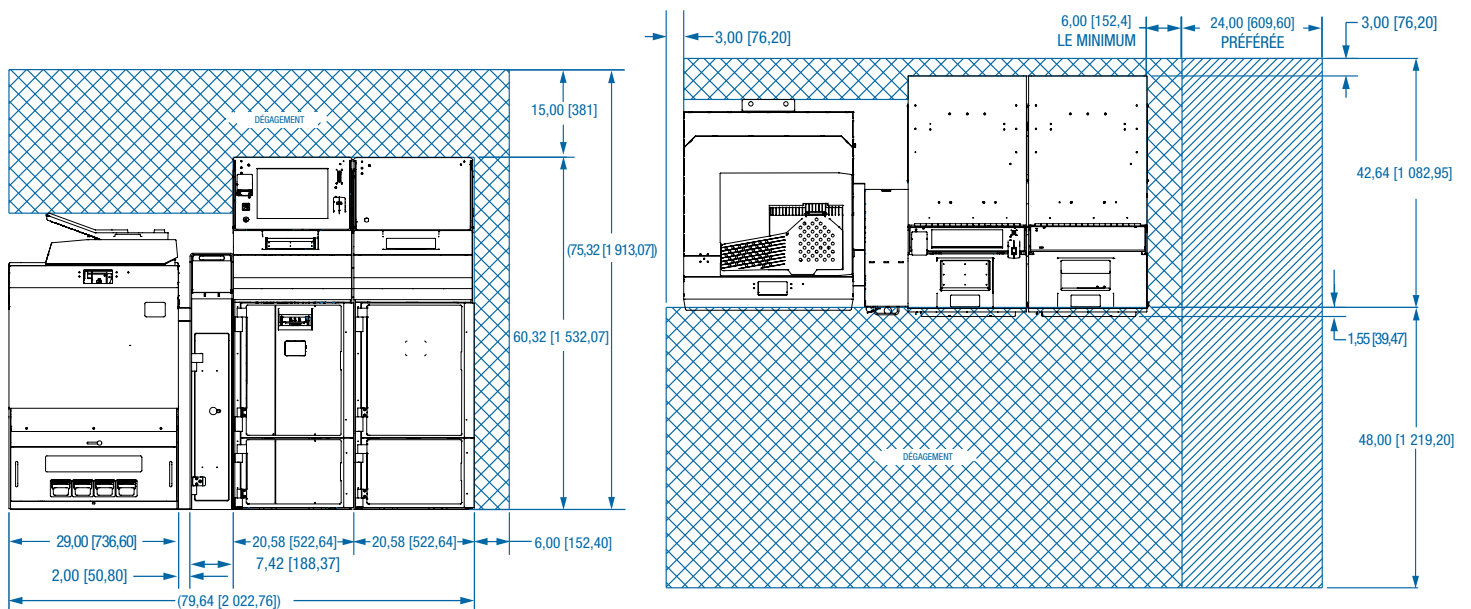 DÉGAGEMENT
15,00 [381]
(75,32 [1 913,07])
60,32 [1 532,07]
29,00 [736,60]
20,58 [522,64]
20,58 [522,64]
6,00 [152,40]
7,42 [188,37]
2,00 [50,80]
(79,64 [2 022,76])
3,00 [76,20]
6,00 [152,4]
LE MINIMUM
24,00 [609,60]
PRÉFÉRÉE
3,00 [76,20]
42,64 [1 082,95]
1,55 [39,47]
48,00 [1 219,20]
DÉGAGEMENT